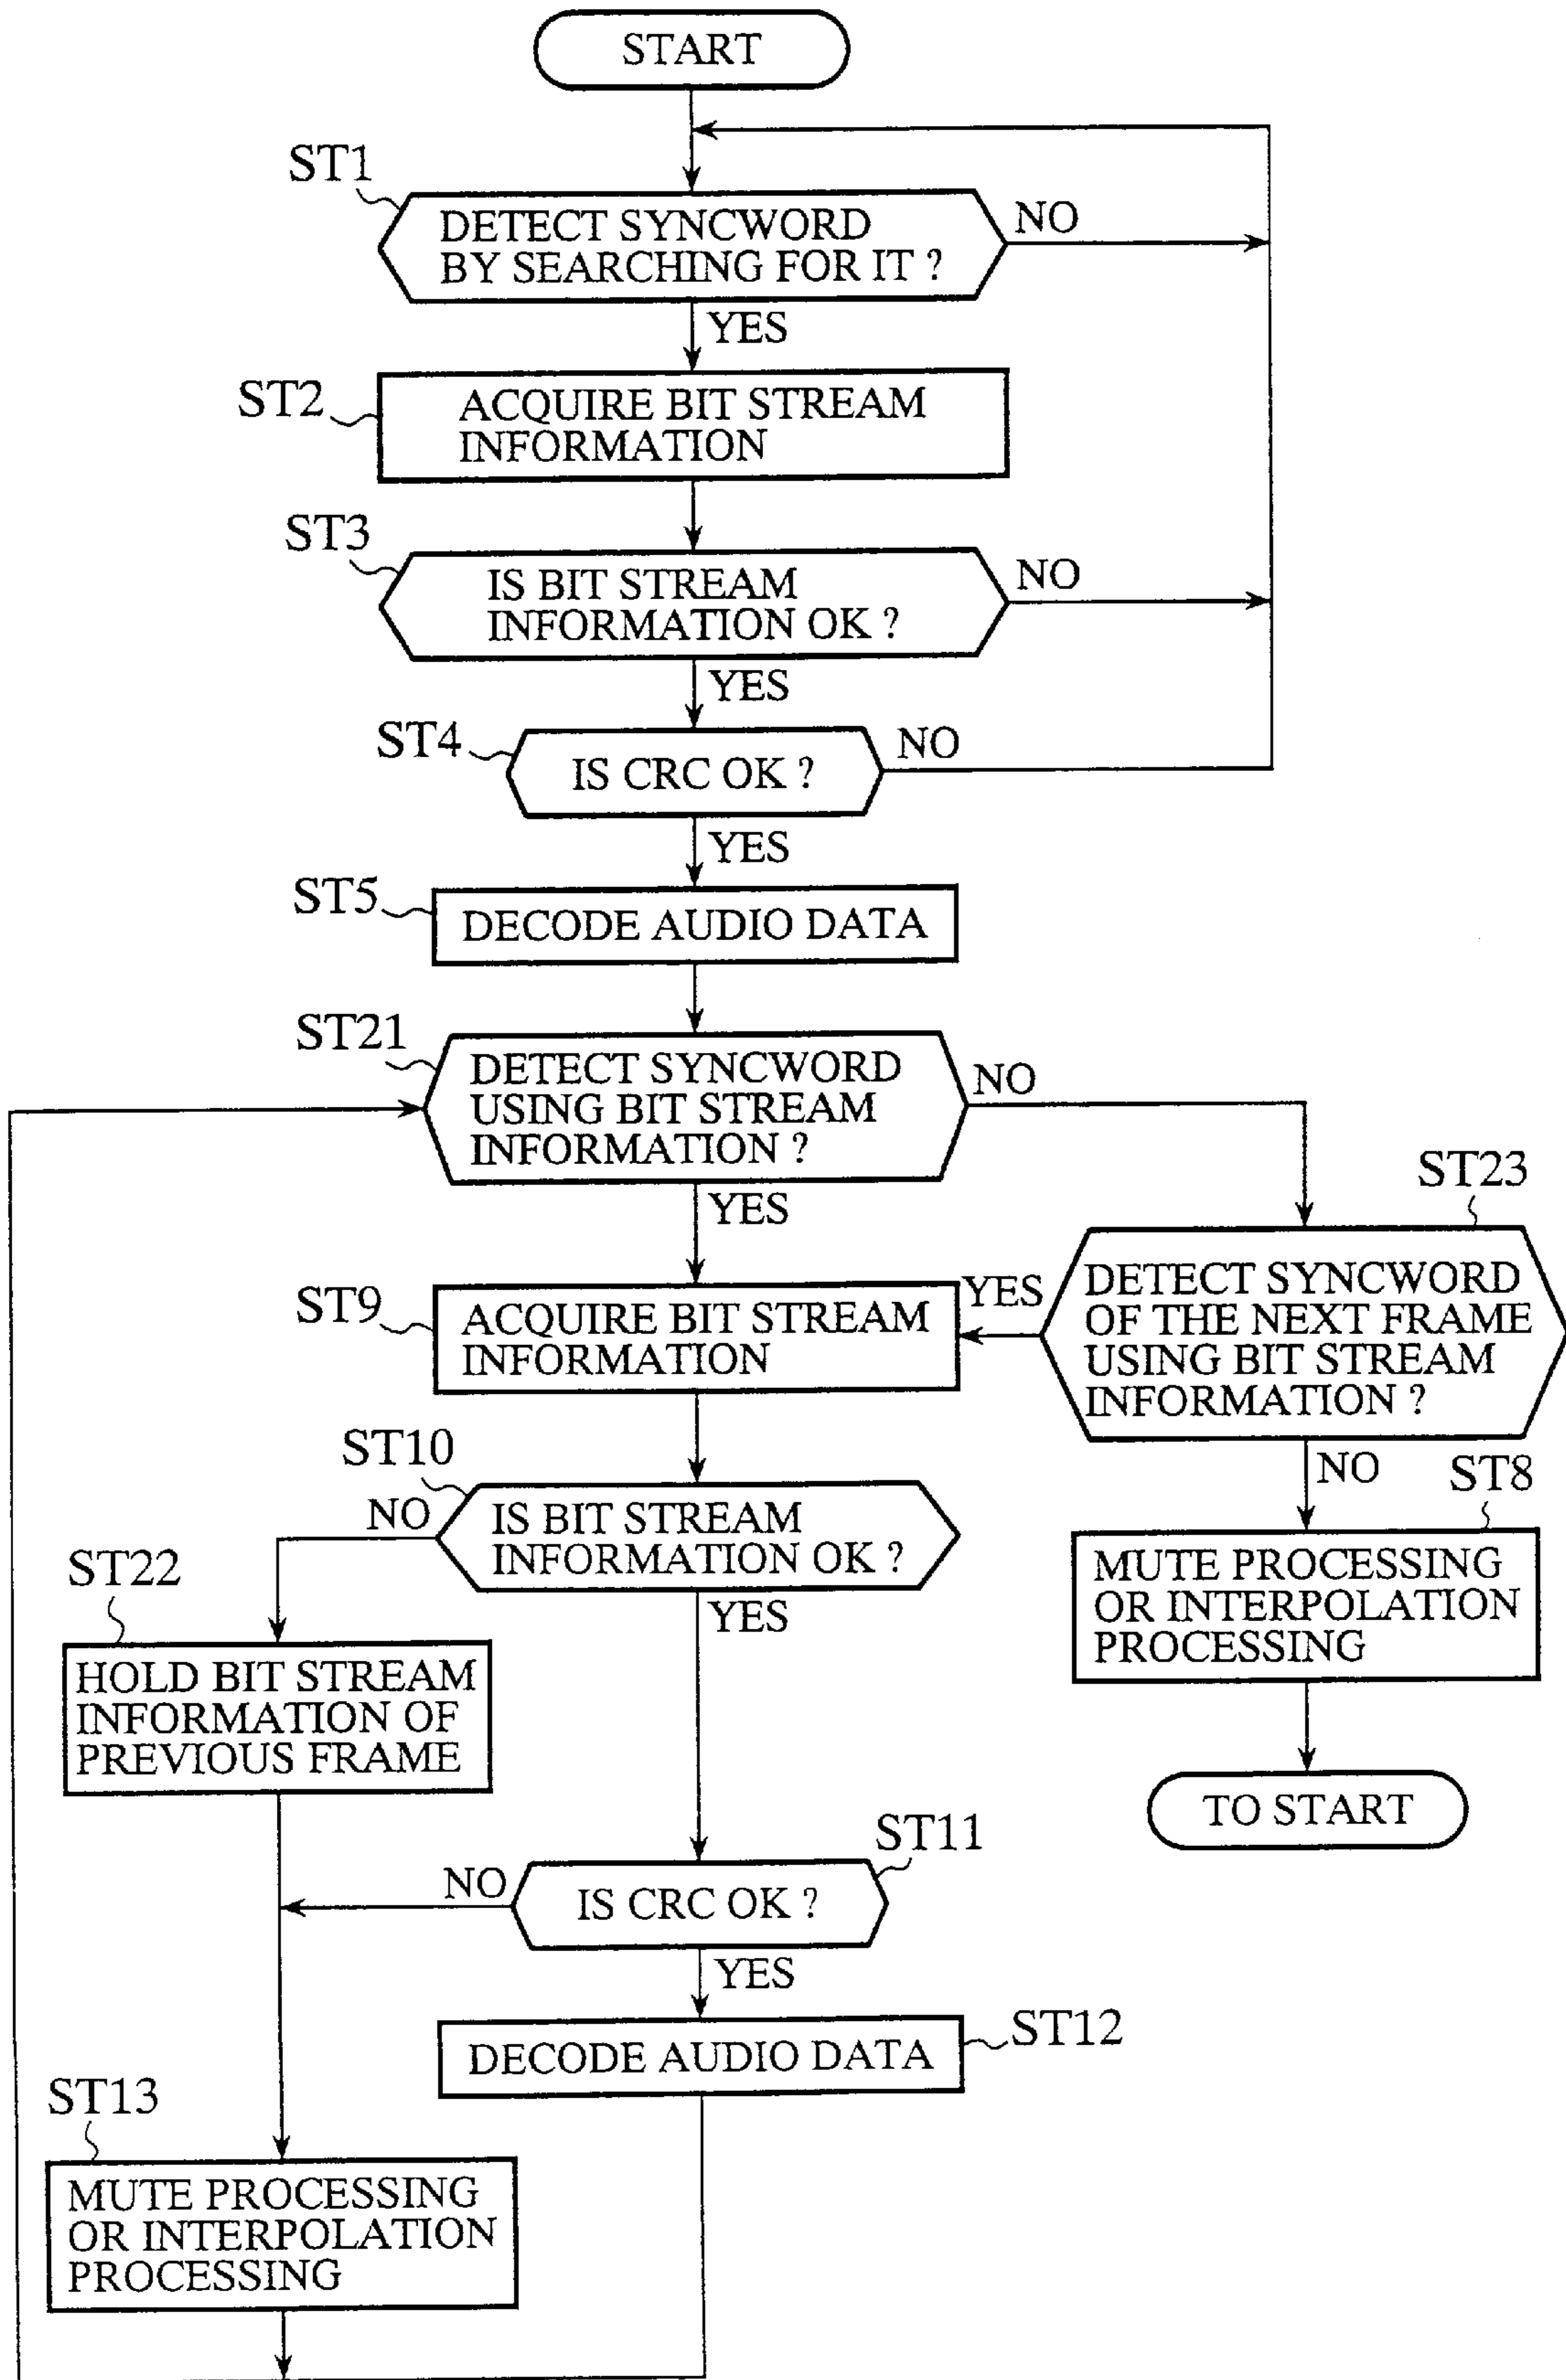 START
ST1
DETECT SYNCWORD
BY SEARCHING FOR IT ?
NO
YES
ST2
ACQUIRE BIT STREAM
INFORMATION
ST3
IS BIT STREAM
INFORMATION OK ?
NO
YES
ST4
IS CRC OK ?
NO
YES
ST5
DECODE AUDIO DATA
ST21
DETECT SYNCWORD
USING BIT STREAM
INFORMATION ?
NO
YES
ST23
DETECT SYNCWORD
OF THE NEXT FRAME
USING BIT STREAM
INFORMATION ?
YES
NO
ST9
ACQUIRE BIT STREAM
INFORMATION
ST10
IS BIT STREAM
INFORMATION OK ?
NO
YES
ST8
MUTE PROCESSING
OR INTERPOLATION
PROCESSING
TO START
ST22
HOLD BIT STREAM
INFORMATION OF
PREVIOUS FRAME
ST11
IS CRC OK ?
NO
YES
ST12
DECODE AUDIO DATA
ST13
MUTE PROCESSING
OR INTERPOLATION
PROCESSING